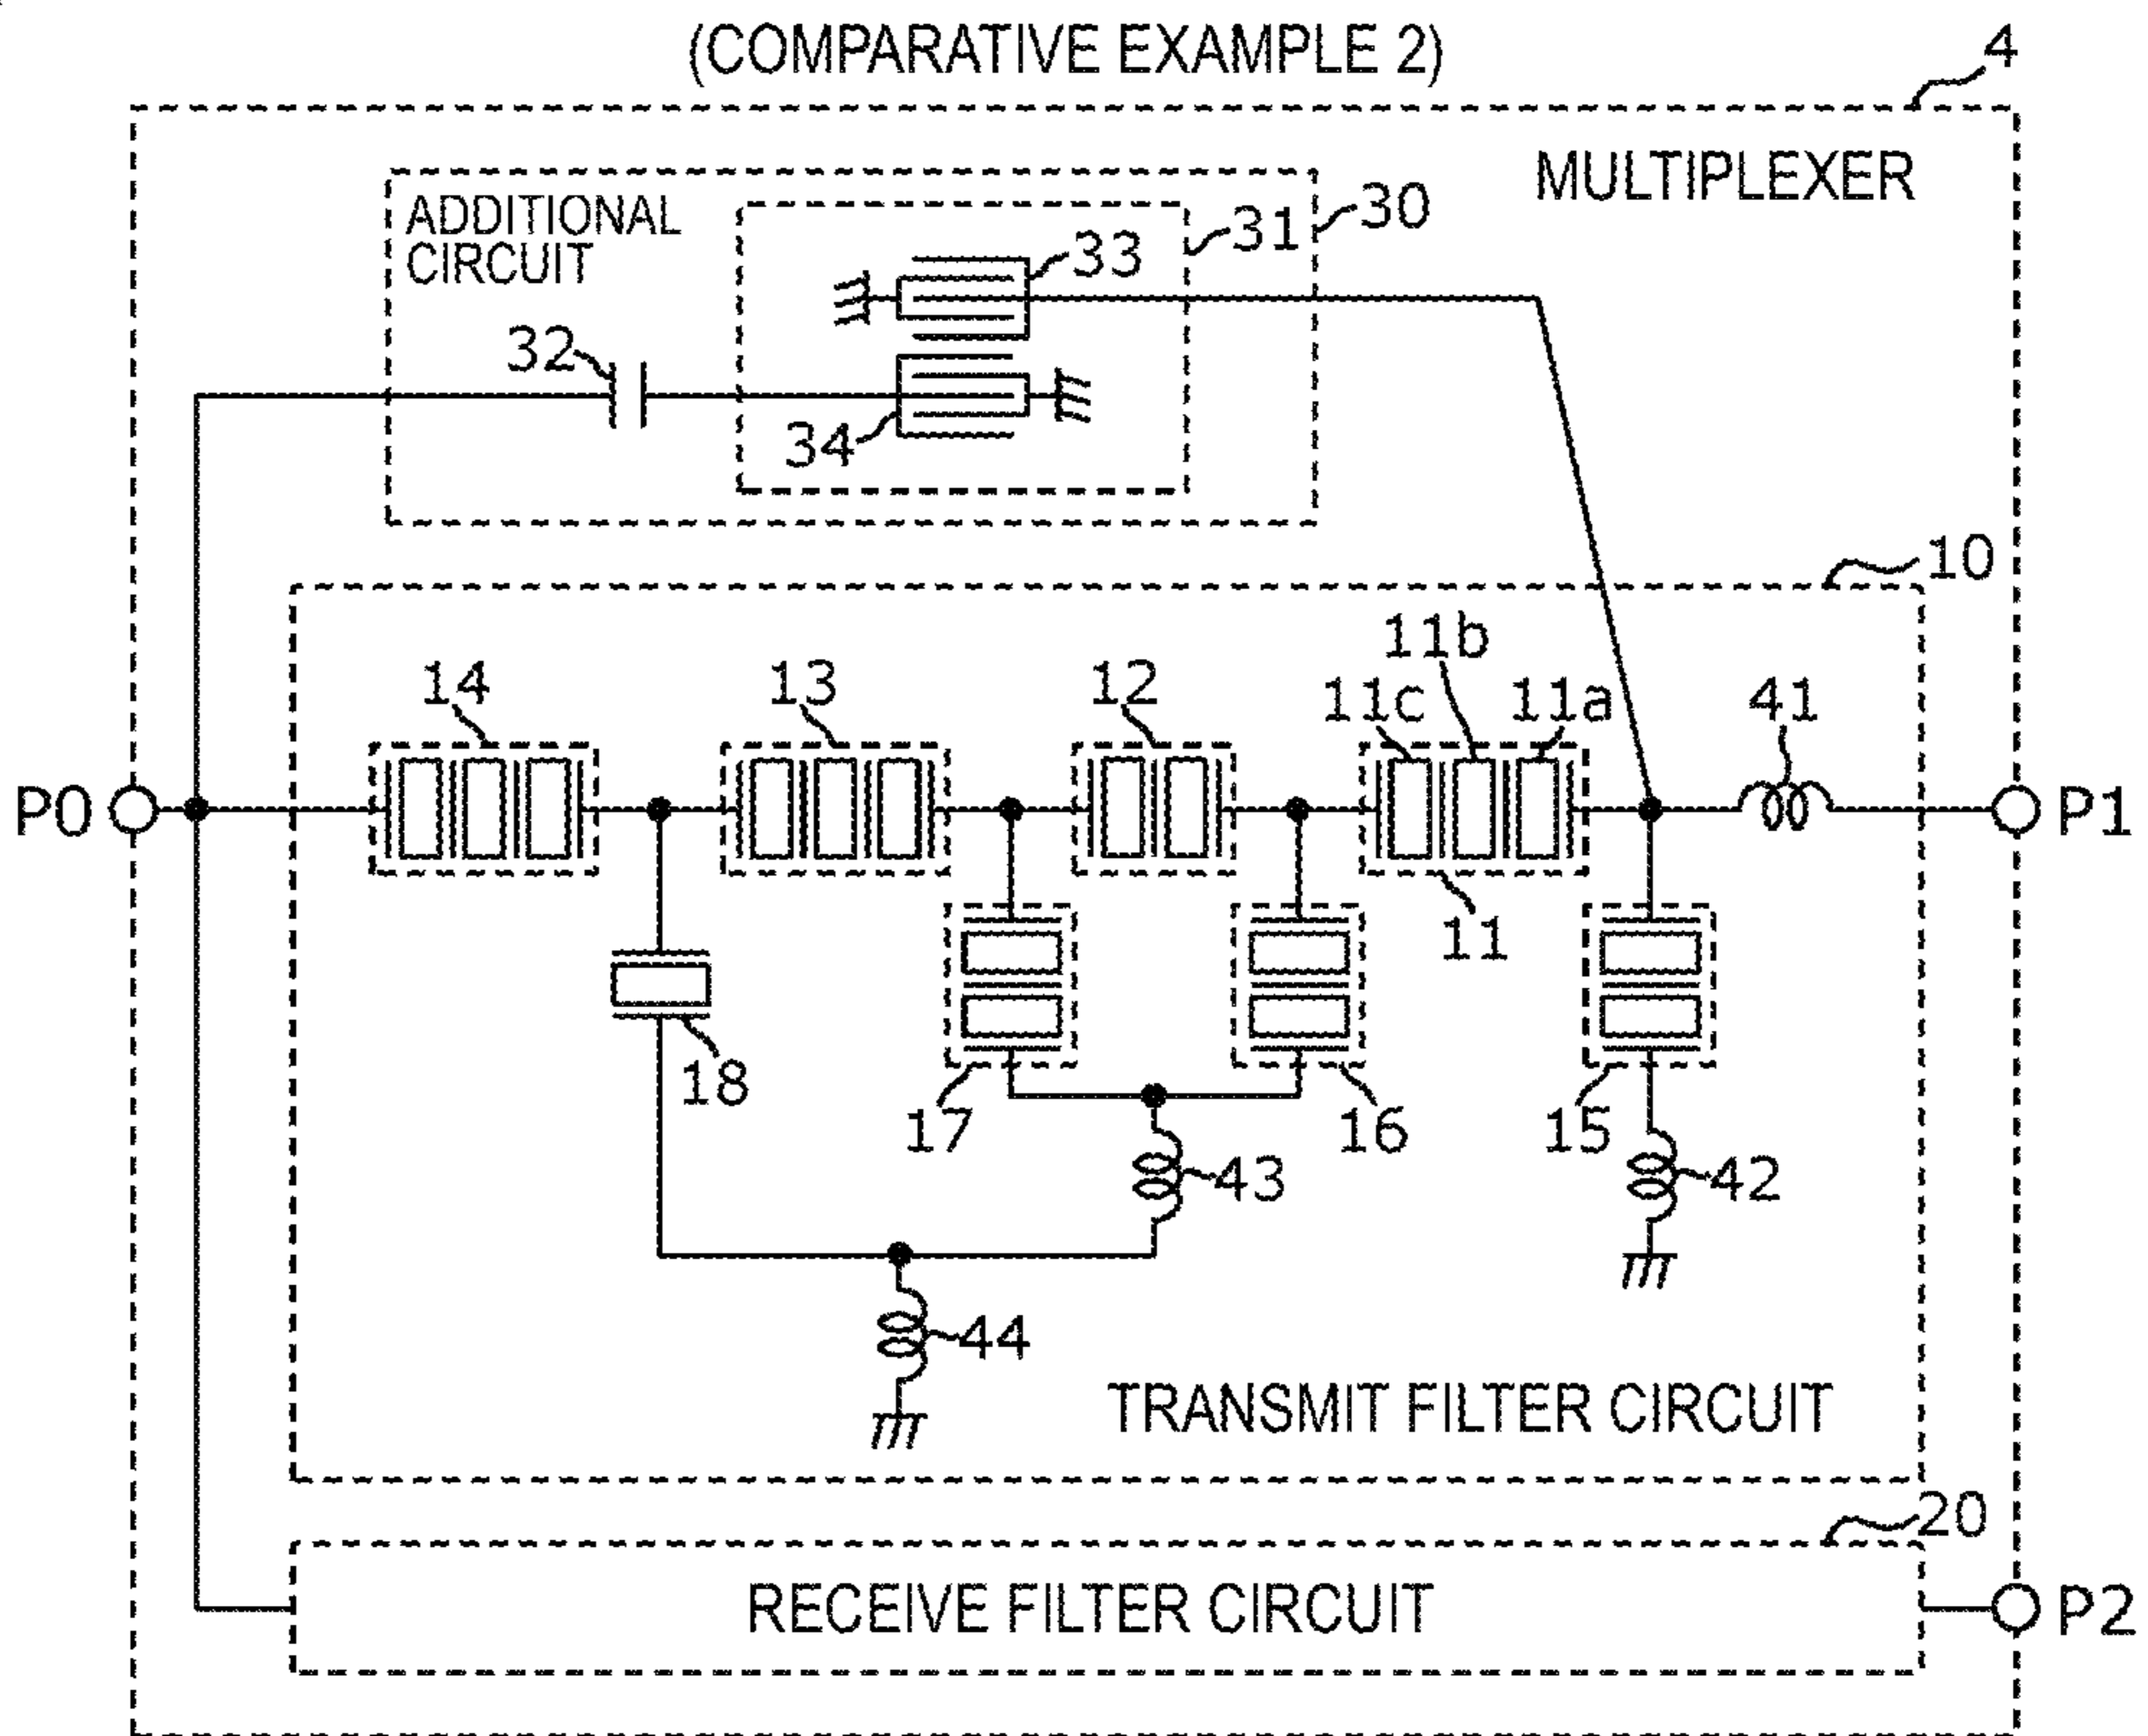 (COMPARATIVE EXAMPLE 2)
4
MULTIPLEXER
ADDITIONAL
CIRCUIT
30
31
33
32
34
10
14
13
12
11b
11c
11a
41
P0
P1
11
18
17
16
15
43
42
44
TRANSMIT FILTER CIRCUIT
20
RECEIVE FILTER CIRCUIT
P2